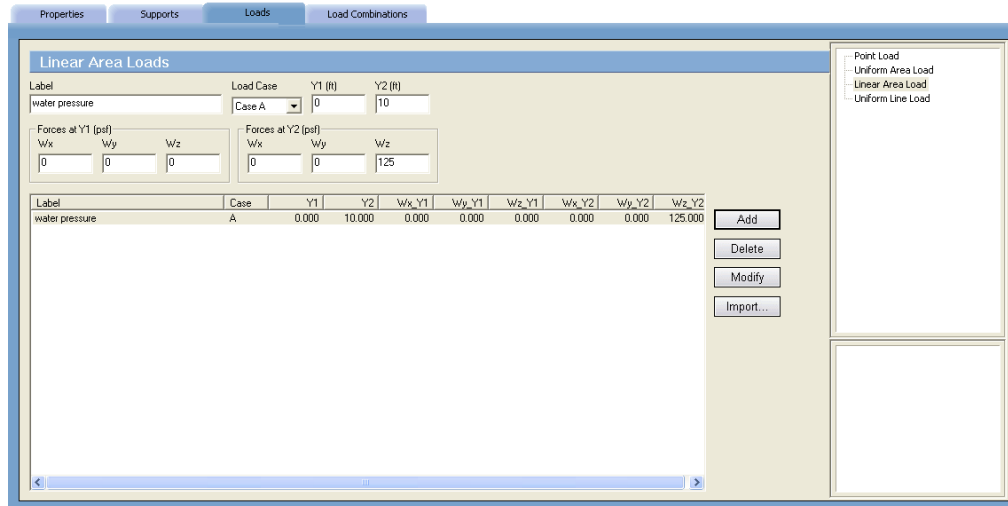 Properties Supports Loads Load Combinations
Linear Area Loads
Label Load Case Y1 (ft) Y2 (ft)
water pressure Case A 0 10
Forces at Y1 (psf) Forces at Y2 (psf)
Wx Wy Wz Wx Wy Wz
0 0 0 0 0 125
Label Case Y1 Y2 Wx_Y1 Wy_Y1 Wz_Y1 Wx_Y2 Wy_Y2 Wz_Y2
water pressure A 0.000 10.000 0.000 0.000 0.000 0.000 0.000 125.000
Add
Delete
Modify
Import...
Point Load
Uniform Area Load
Linear Area Load
Uniform Line Load